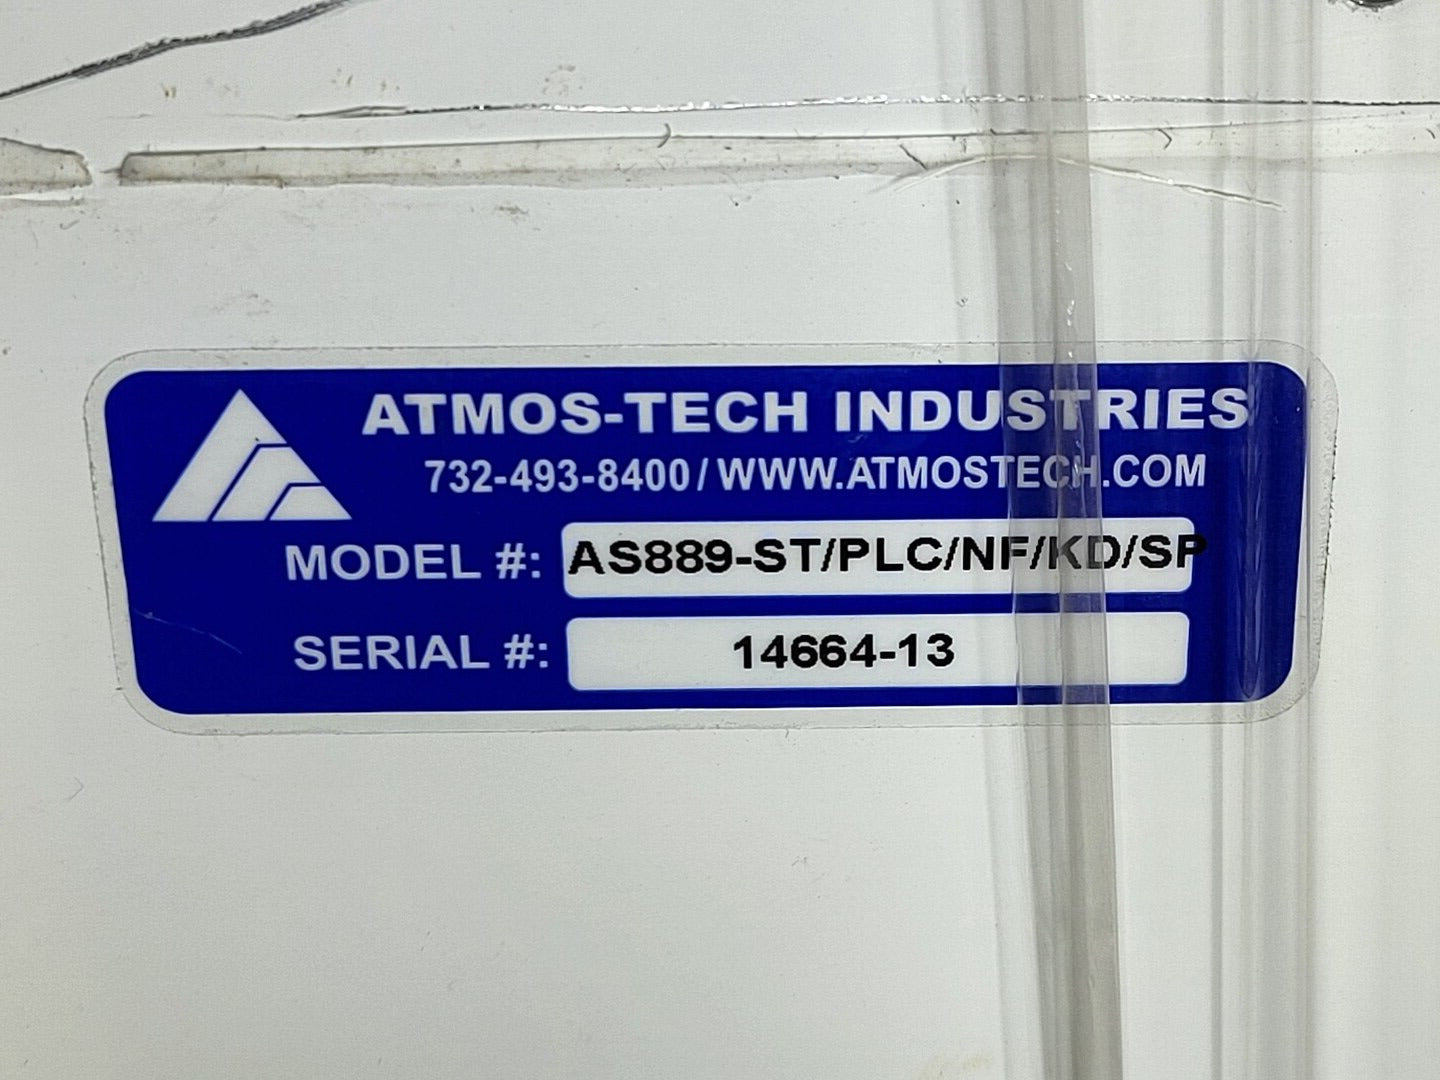 ATMOS-TECH INDUSTRIES
732-493-8400 / WWW.ATMOSTECH.COM
MODEL #: AS889-ST/PLC/NF/KD/SP
SERIAL #: 14664-13